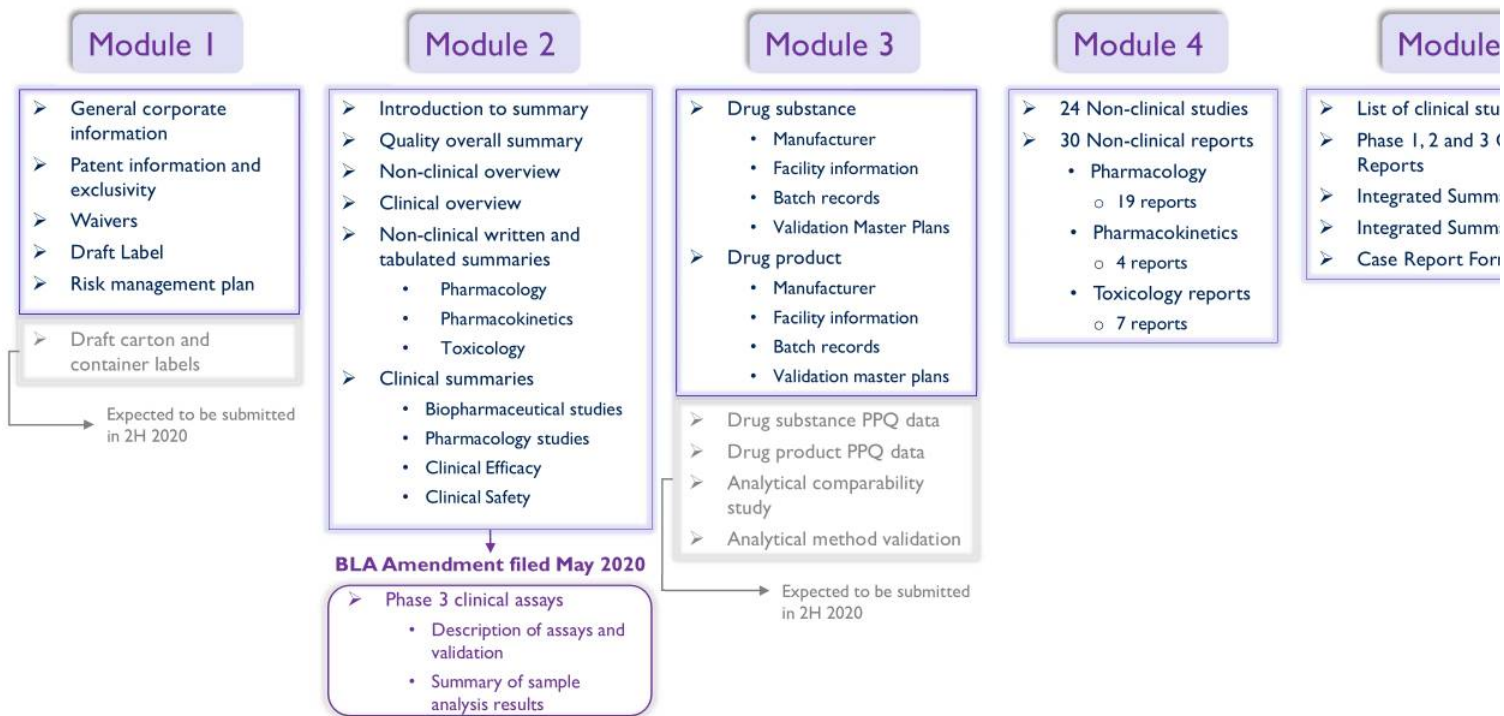 Module 1
General corporate
information
Patent information and
exclusivity
Waivers
Draft Label
Risk management plan
Draft carton and
container labels
Expected to be submitted
in 2H 2020
Module 2
Introduction to summary
Quality overall summary
Non-clinical overview
Clinical overview
Non-clinical written and
tabulated summaries
Pharmacology
Pharmacokinetics
Toxicology
Clinical summaries
Biopharmaceutical studies
Pharmacology studies
Clinical Efficacy
Clinical Safety
BLA Amendment filed May 2020
Phase 3 clinical assays
Description of assays and
validation
Summary of sample
analysis results
Module 3
Drug substance
Manufacturer
Facility information
Batch records
Validation Master Plans
Drug product
Manufacturer
Facility information
Batch records
Validation master plans
Drug substance PPQ data
Drug product PPQ data
Analytical comparability
study
Analytical method validation
Expected to be submitted
in 2H 2020
Module 4
24 Non-clinical studies
30 Non-clinical reports
Pharmacology
19 reports
Pharmacokinetics
4 reports
Toxicology reports
7 reports
Module
List of clinical
Phase 1, 2 and 3
Reports
Integrated
Integrated
Case Report